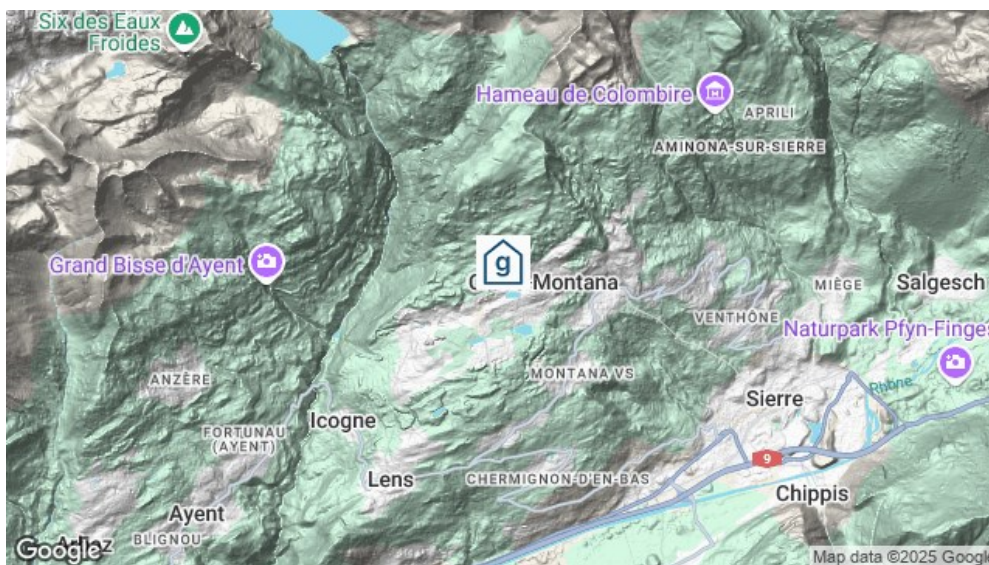 Six des Eaux
Froides
Hameau de Colombire
APRILI
AMINONA-SUR-SIERRE
Grand Bisse d'Ayent
g
Montana
MIÈGE
Salgesch
VENTHÔNE
Naturpark Pfyn-Finges
ANZÈRE
MONTANA VS
Rhône
Sierre
Icogne
FORTUNAU
(AYENT)
9
Lens
CHERMIGNON-D'EN-BAS
Chippis
Ayent
BLIGNOU
Google
Map data ©2025 Google